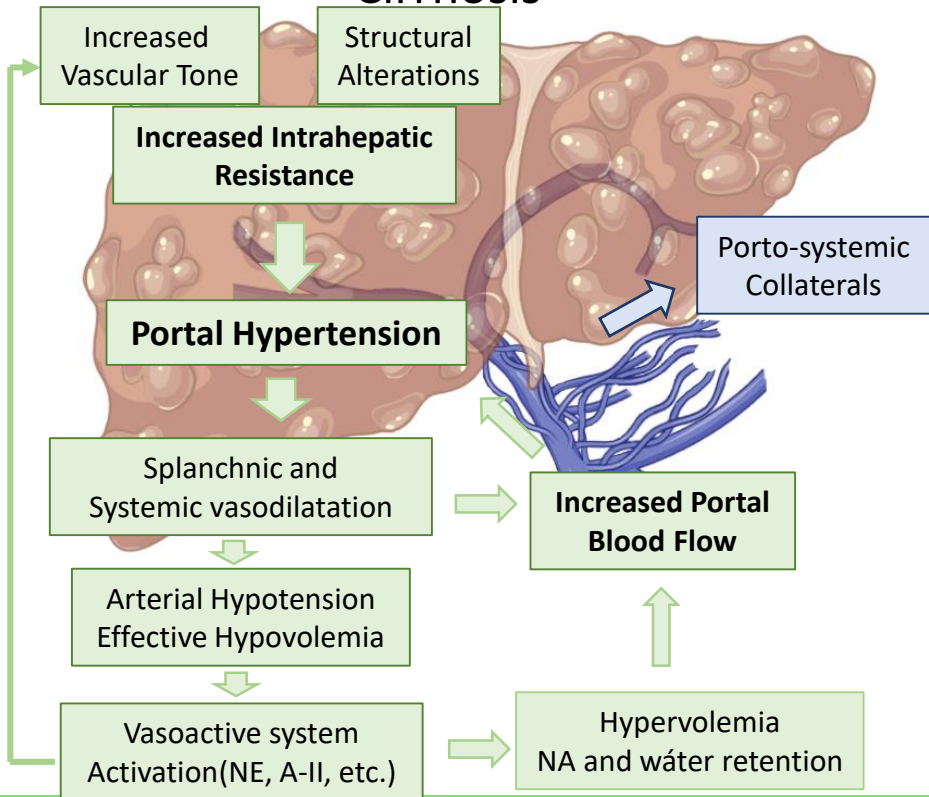 Cirrhosis
Increased
Vascular Tone
Structural
Alterations
Increased Intrahepatic
Resistance
Porto-systemic
Collaterals
Portal Hypertension
Splanchnic and
Systemic vasodilatation
Increased Portal
Blood Flow
Arterial Hypotension
Effective Hypovolemia
Vasoactive system
Activation(NE, A-II, etc.)
Hypervolemia
NA and wáter retention